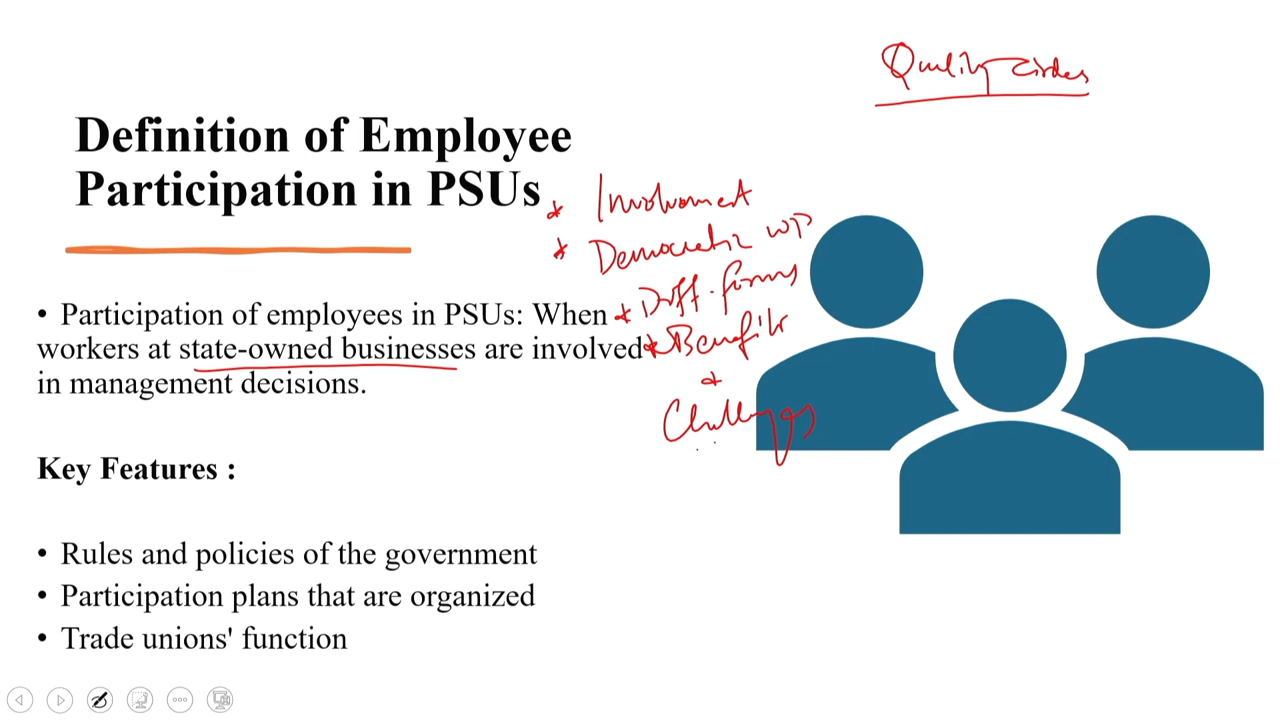 Quality circles
Definition of Employee
Participation in PSUs
* Involvement
* Democratic WP
* Diff. forms
* Benefits
* Challenges
• Participation of employees in PSUs: When
workers at state-owned businesses are involved
in management decisions.
Key Features :
• Rules and policies of the government
• Participation plans that are organized
• Trade unions' function